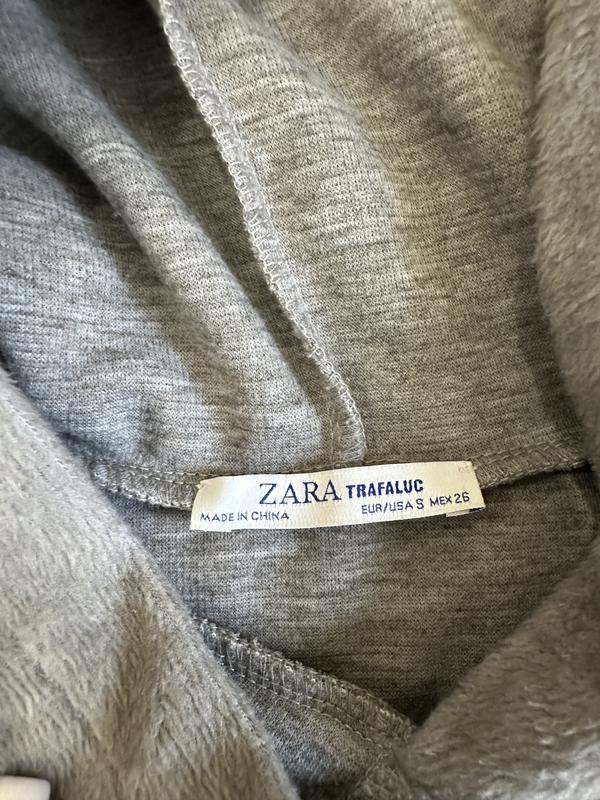 ZARA TRAFALUC
MADE IN CHINA EUR/USA S MEX 26